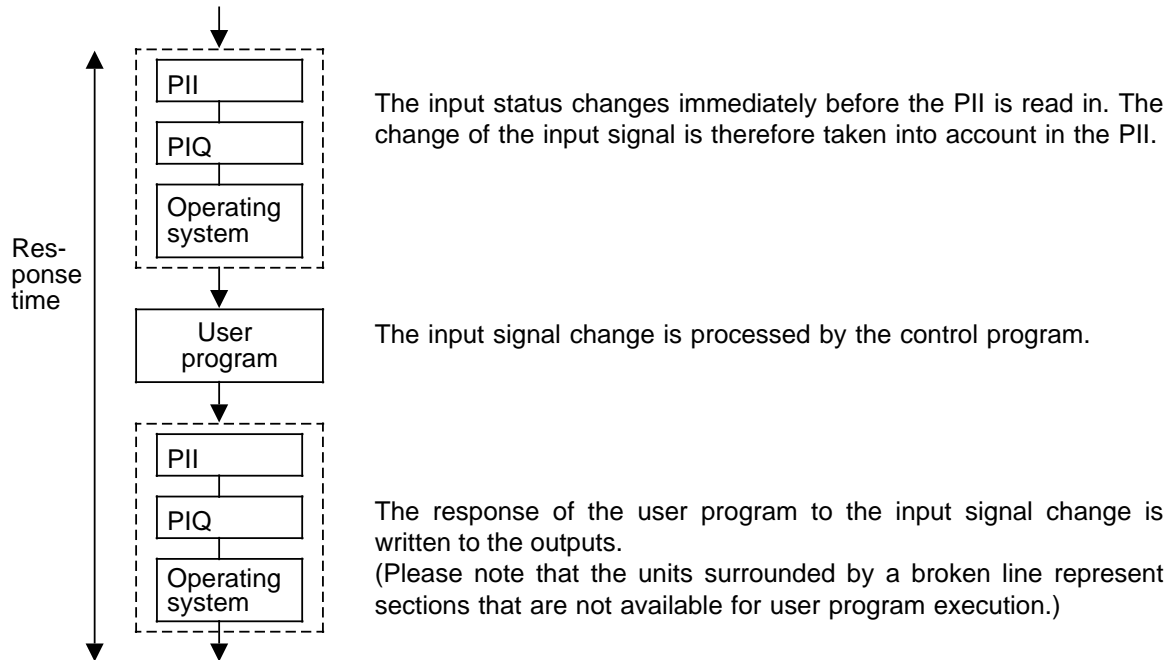 PII
The input status changes immediately before the PII is read in. The
change of the input signal is therefore taken into account in the PII.
PIQ
Operating
system
Res-
ponse
time
User
program
The input signal change is processed by the control program.
PII
PIQ
The response of the user program to the input signal change is
written to the outputs.
(Please note that the units surrounded by a broken line represent
sections that are not available for user program execution.)
Operating
system